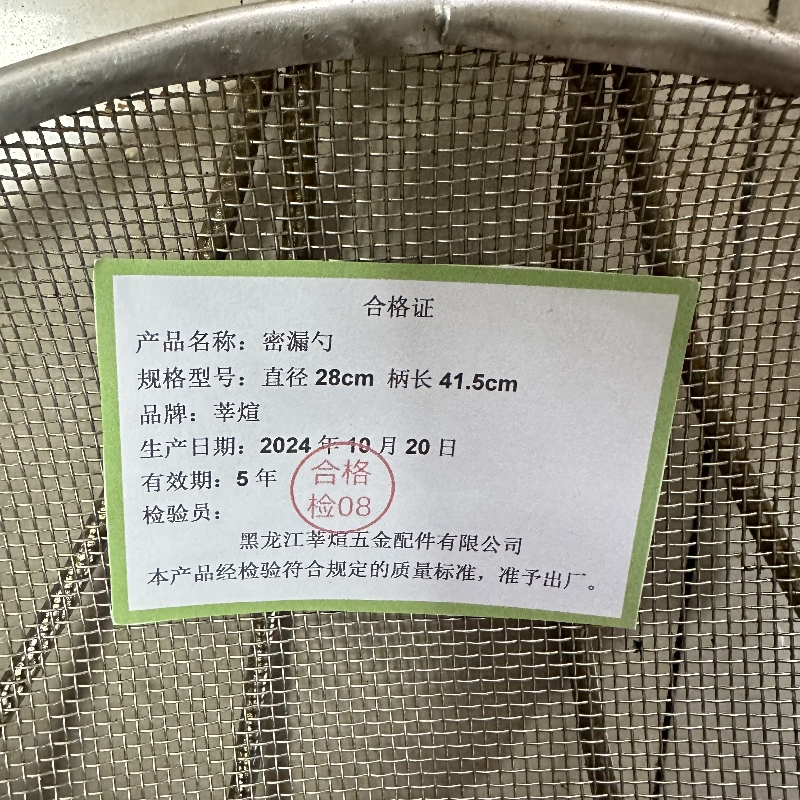 合格证
产品名称：密漏勺
规格型号：直径 28cm 柄长 41.5cm
品牌：莘煊
生产日期：2024 年 10 月 20 日
有效期：5 年
合格
检08
检验员：
黑龙江莘煊五金配件有限公司
本产品经检验符合规定的质量标准，准予出厂。